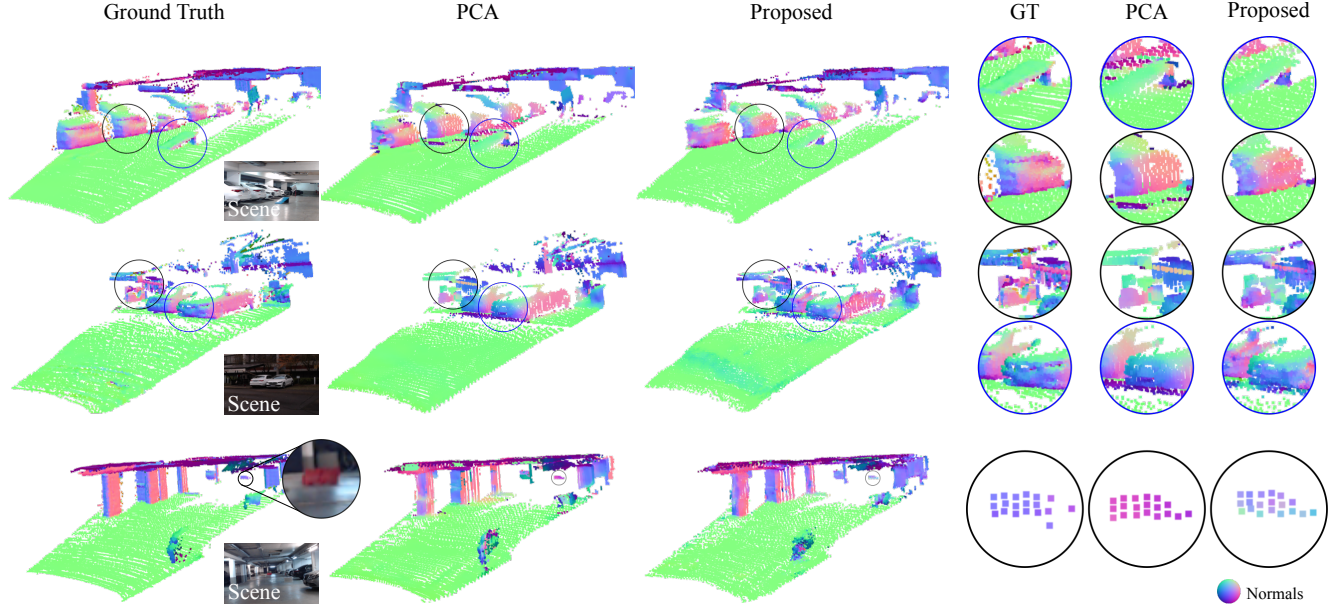 Ground Truth PCA Proposed GT PCA Proposed
Scene
Scene
Scene
Normals